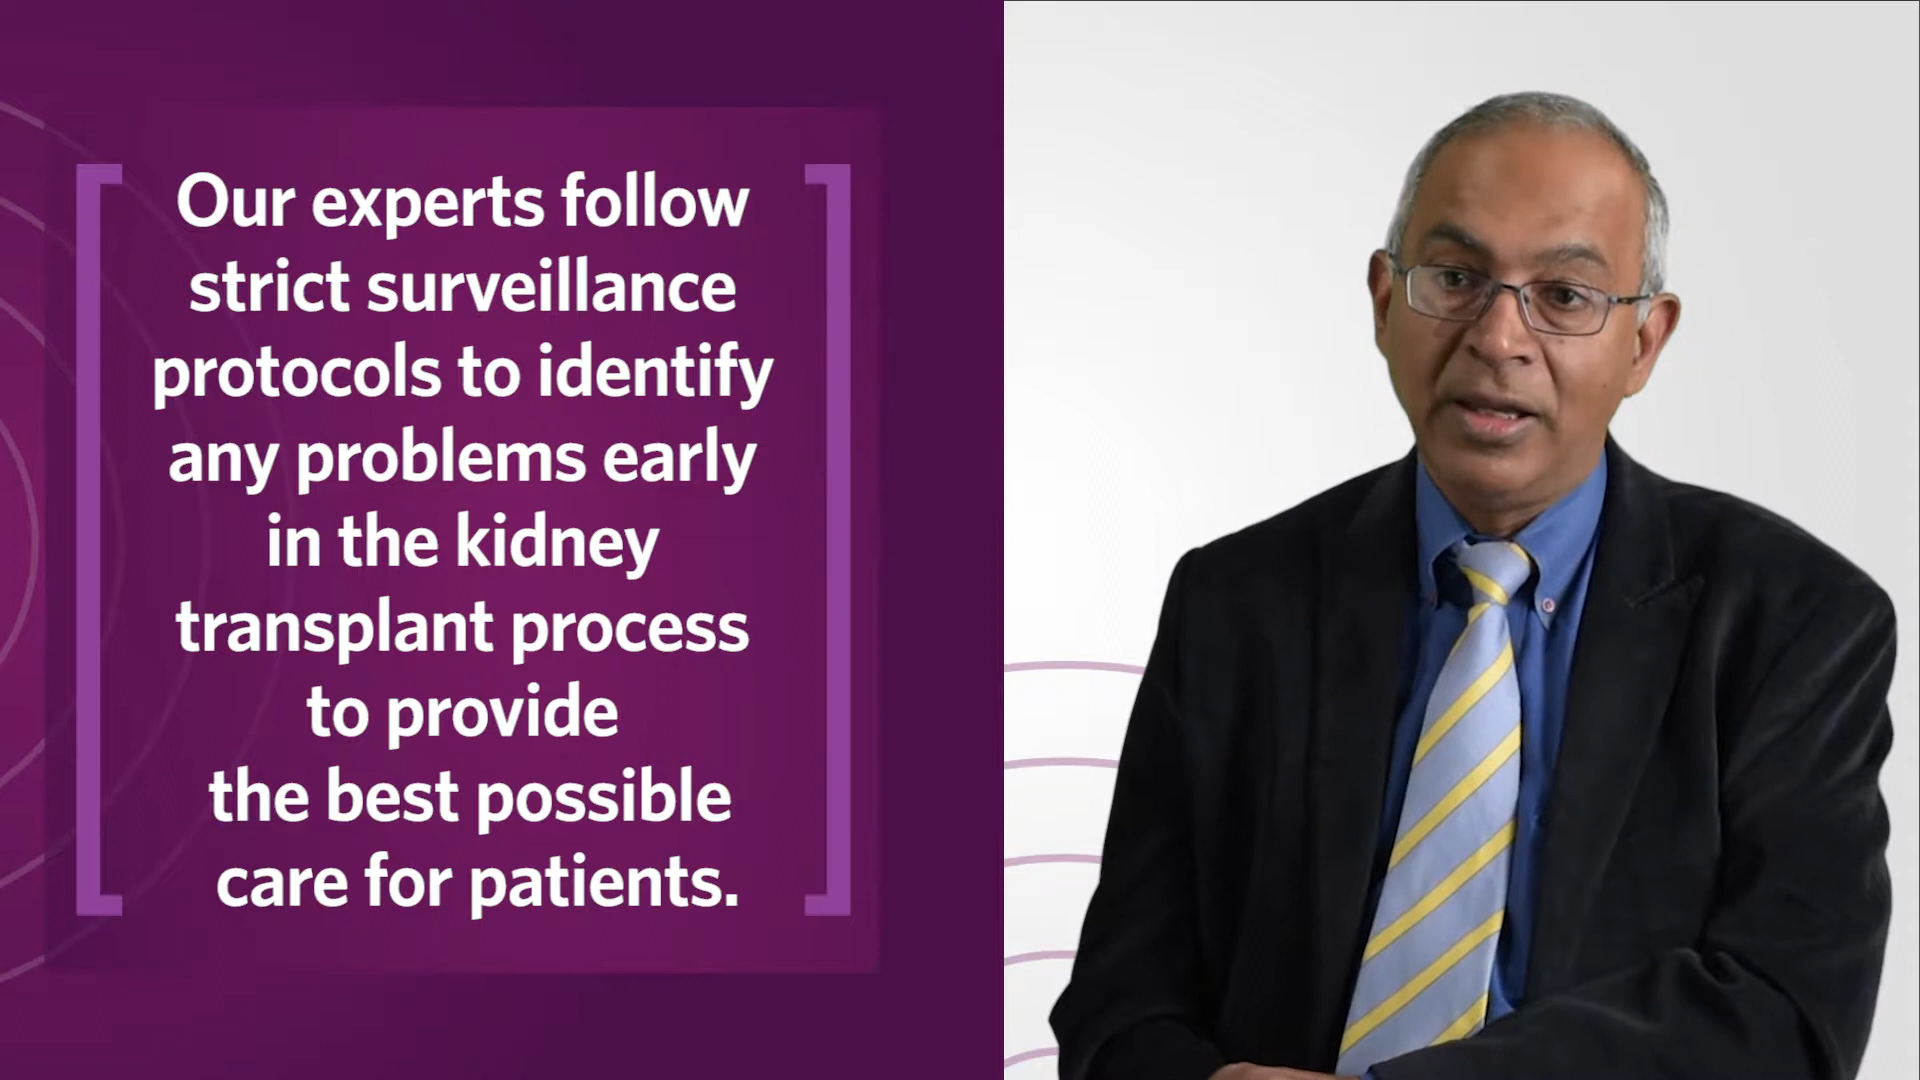 Our experts follow
strict surveillance
protocols to identify
any problems early
in the kidney
transplant process
to provide
the best possible
care for patients.